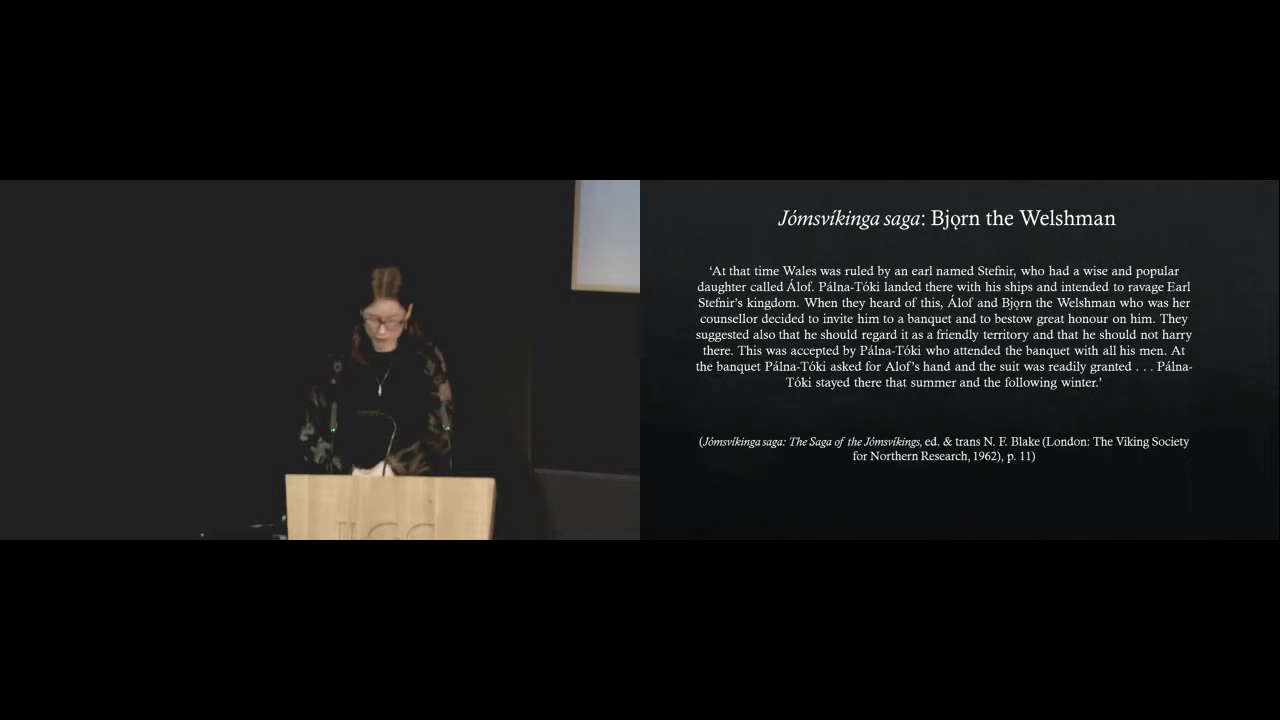 Jómsvíkinga saga: Bjǫrn the Welshman
‘At that time Wales was ruled by an earl named Stefnir, who had a wise and popular
daughter called Álof. Pálna-Tóki landed there with his ships and intended to ravage Earl
Stefnir’s kingdom. When they heard of this, Álof and Bjǫrn the Welshman who was her
counsellor decided to invite him to a banquet and to bestow great honour on him. They
suggested also that he should regard it as a friendly territory and that he should not harry
there. This was accepted by Pálna-Tóki who attended the banquet with all his men. At
the banquet Pálna-Tóki asked for Alof’s hand and the suit was readily granted . . . Pálna-
Tóki stayed there that summer and the following winter.’
(Jómsvíkinga saga: The Saga of the Jómsvíkings, ed. & trans N. F. Blake (London: The Viking Society
for Northern Research, 1962), p. 11)